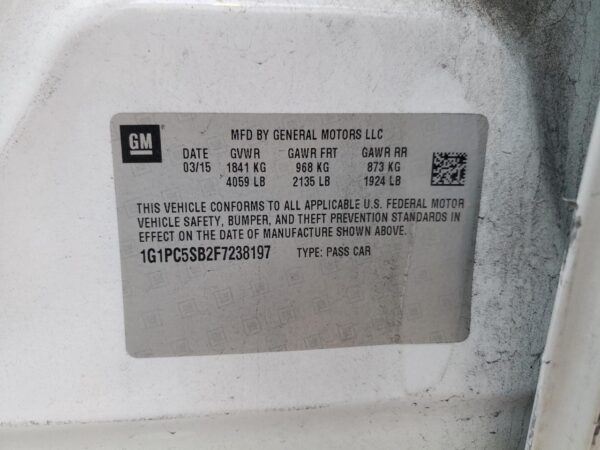 GM
MFD BY GENERAL MOTORS LLC
DATE GVWR GAWR FRT GAWR RR
03/15 1841 KG 968 KG 873 KG
4059 LB 2135 LB 1924 LB
THIS VEHICLE CONFORMS TO ALL APPLICABLE U.S. FEDERAL MOTOR
VEHICLE SAFETY, BUMPER, AND THEFT PREVENTION STANDARDS IN
EFFECT ON THE DATE OF MANUFACTURE SHOWN ABOVE.
1G1PC5SB2F7238197 TYPE: PASS CAR